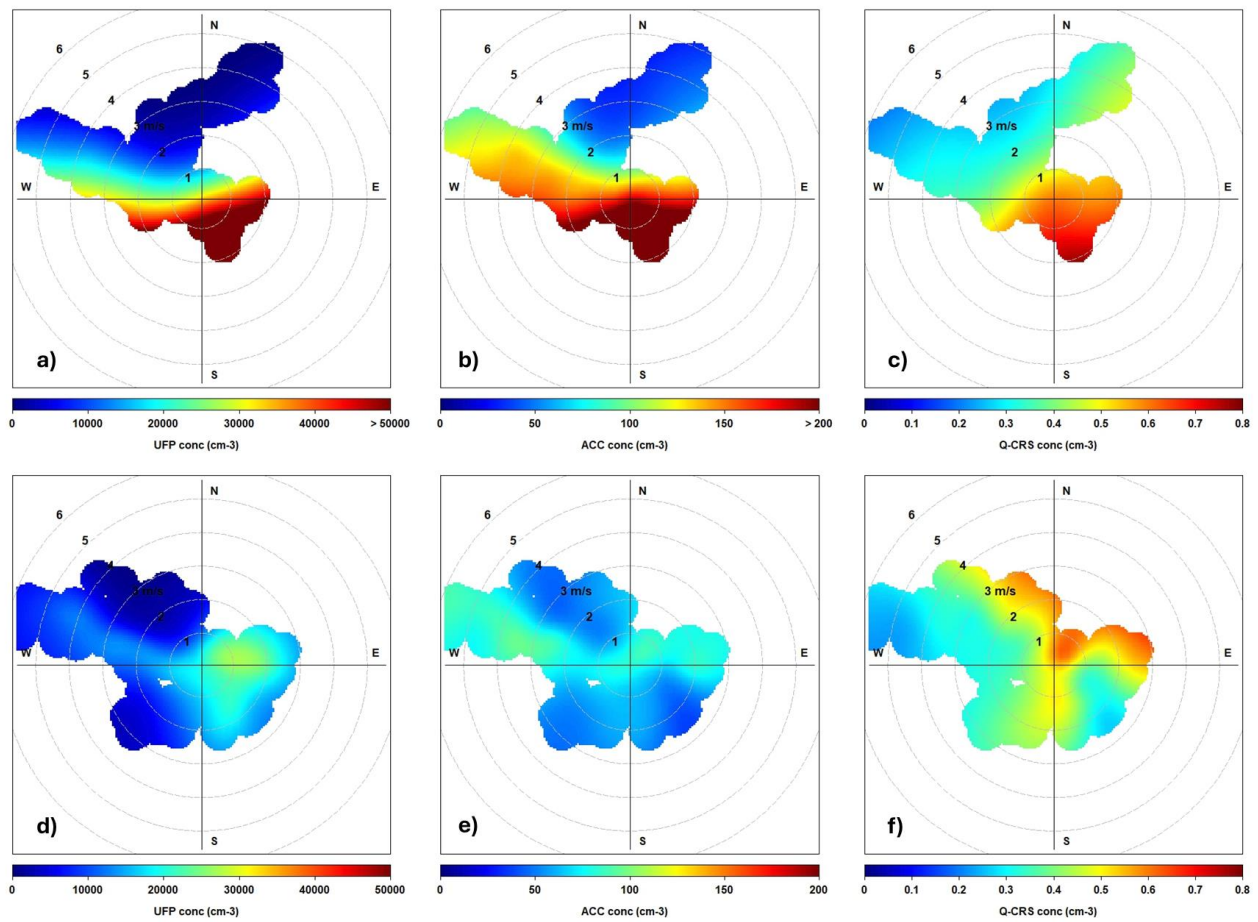 N
6
5
4
3 m/s
2
1
W
E
S
a)
0 10000 20000 30000 40000 > 50000
UFP conc (cm-3)
N
6
5
4
3 m/s
2
1
W
E
S
b)
0 50 100 150 > 200
ACC conc (cm-3)
N
6
5
4
3 m/s
2
1
W
E
S
c)
0 0.1 0.2 0.3 0.4 0.5 0.6 0.7 0.8
Q-CRS conc (cm-3)
N
6
5
4
3 m/s
2
1
W
E
S
d)
0 10000 20000 30000 40000 50000
UFP conc (cm-3)
N
6
5
4
3 m/s
2
1
W
E
S
e)
0 50 100 150 200
ACC conc (cm-3)
N
6
5
4
3 m/s
2
1
W
E
S
f)
0 0.1 0.2 0.3 0.4 0.5 0.6 0.7 0.8
Q-CRS conc (cm-3)